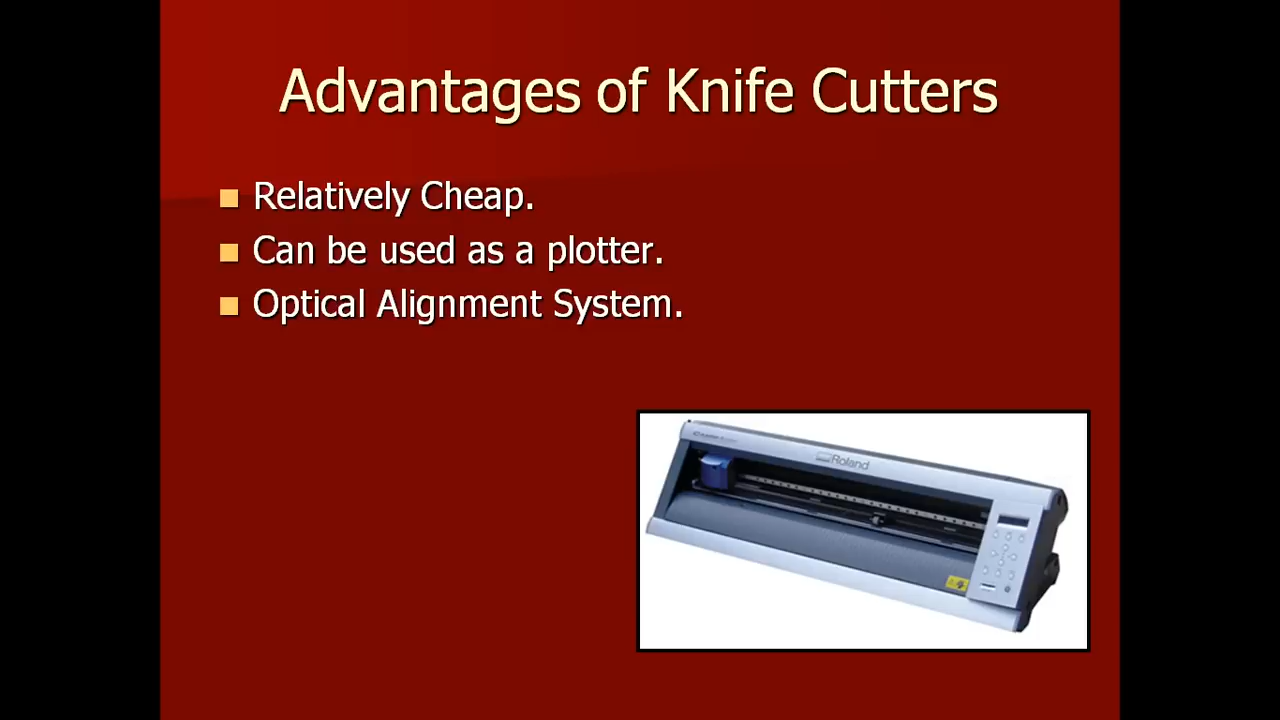 Advantages of Knife Cutters
Relatively Cheap.
Can be used as a plotter.
Optical Alignment System.
Roland